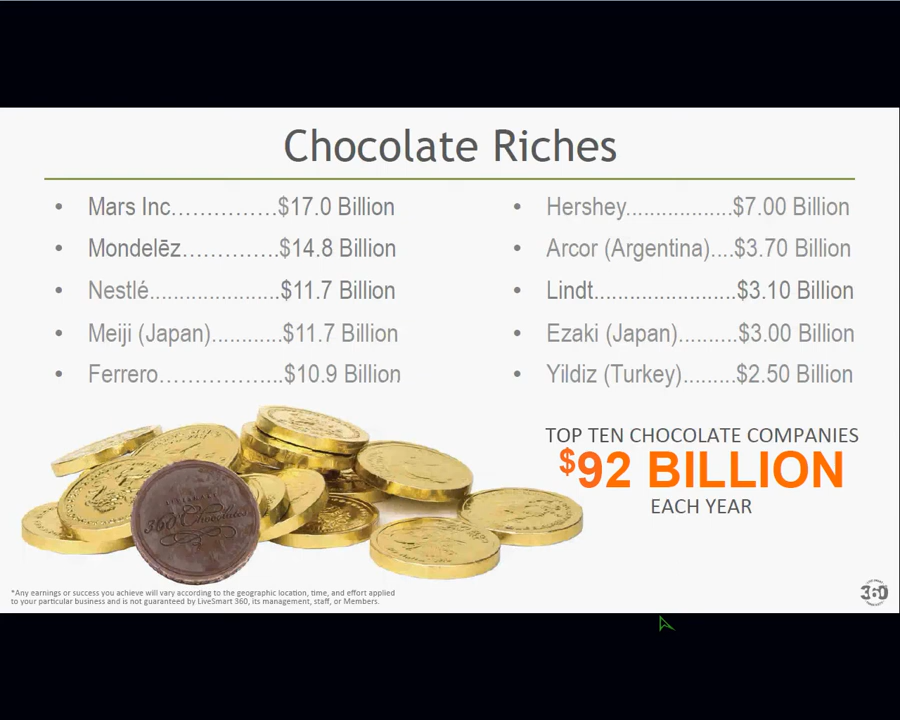 Chocolate Riches
• Mars Inc……………$17.0 Billion
• Mondelēz………….$14.8 Billion
• Nestlé......................$11.7 Billion
• Meiji (Japan)............$11.7 Billion
• Ferrero……………...$10.9 Billion
• Hershey..................$7.00 Billion
• Arcor (Argentina)....$3.70 Billion
• Lindt........................$3.10 Billion
• Ezaki (Japan)..........$3.00 Billion
• Yildiz (Turkey).........$2.50 Billion
TOP TEN CHOCOLATE COMPANIES
$92 BILLION
EACH YEAR
360 Chocolates
*Any earnings or success you achieve will vary according to the geographic location, time, and effort applied
to your particular business and is not guaranteed by LiveSmart 360, its management, staff, or Members.
360